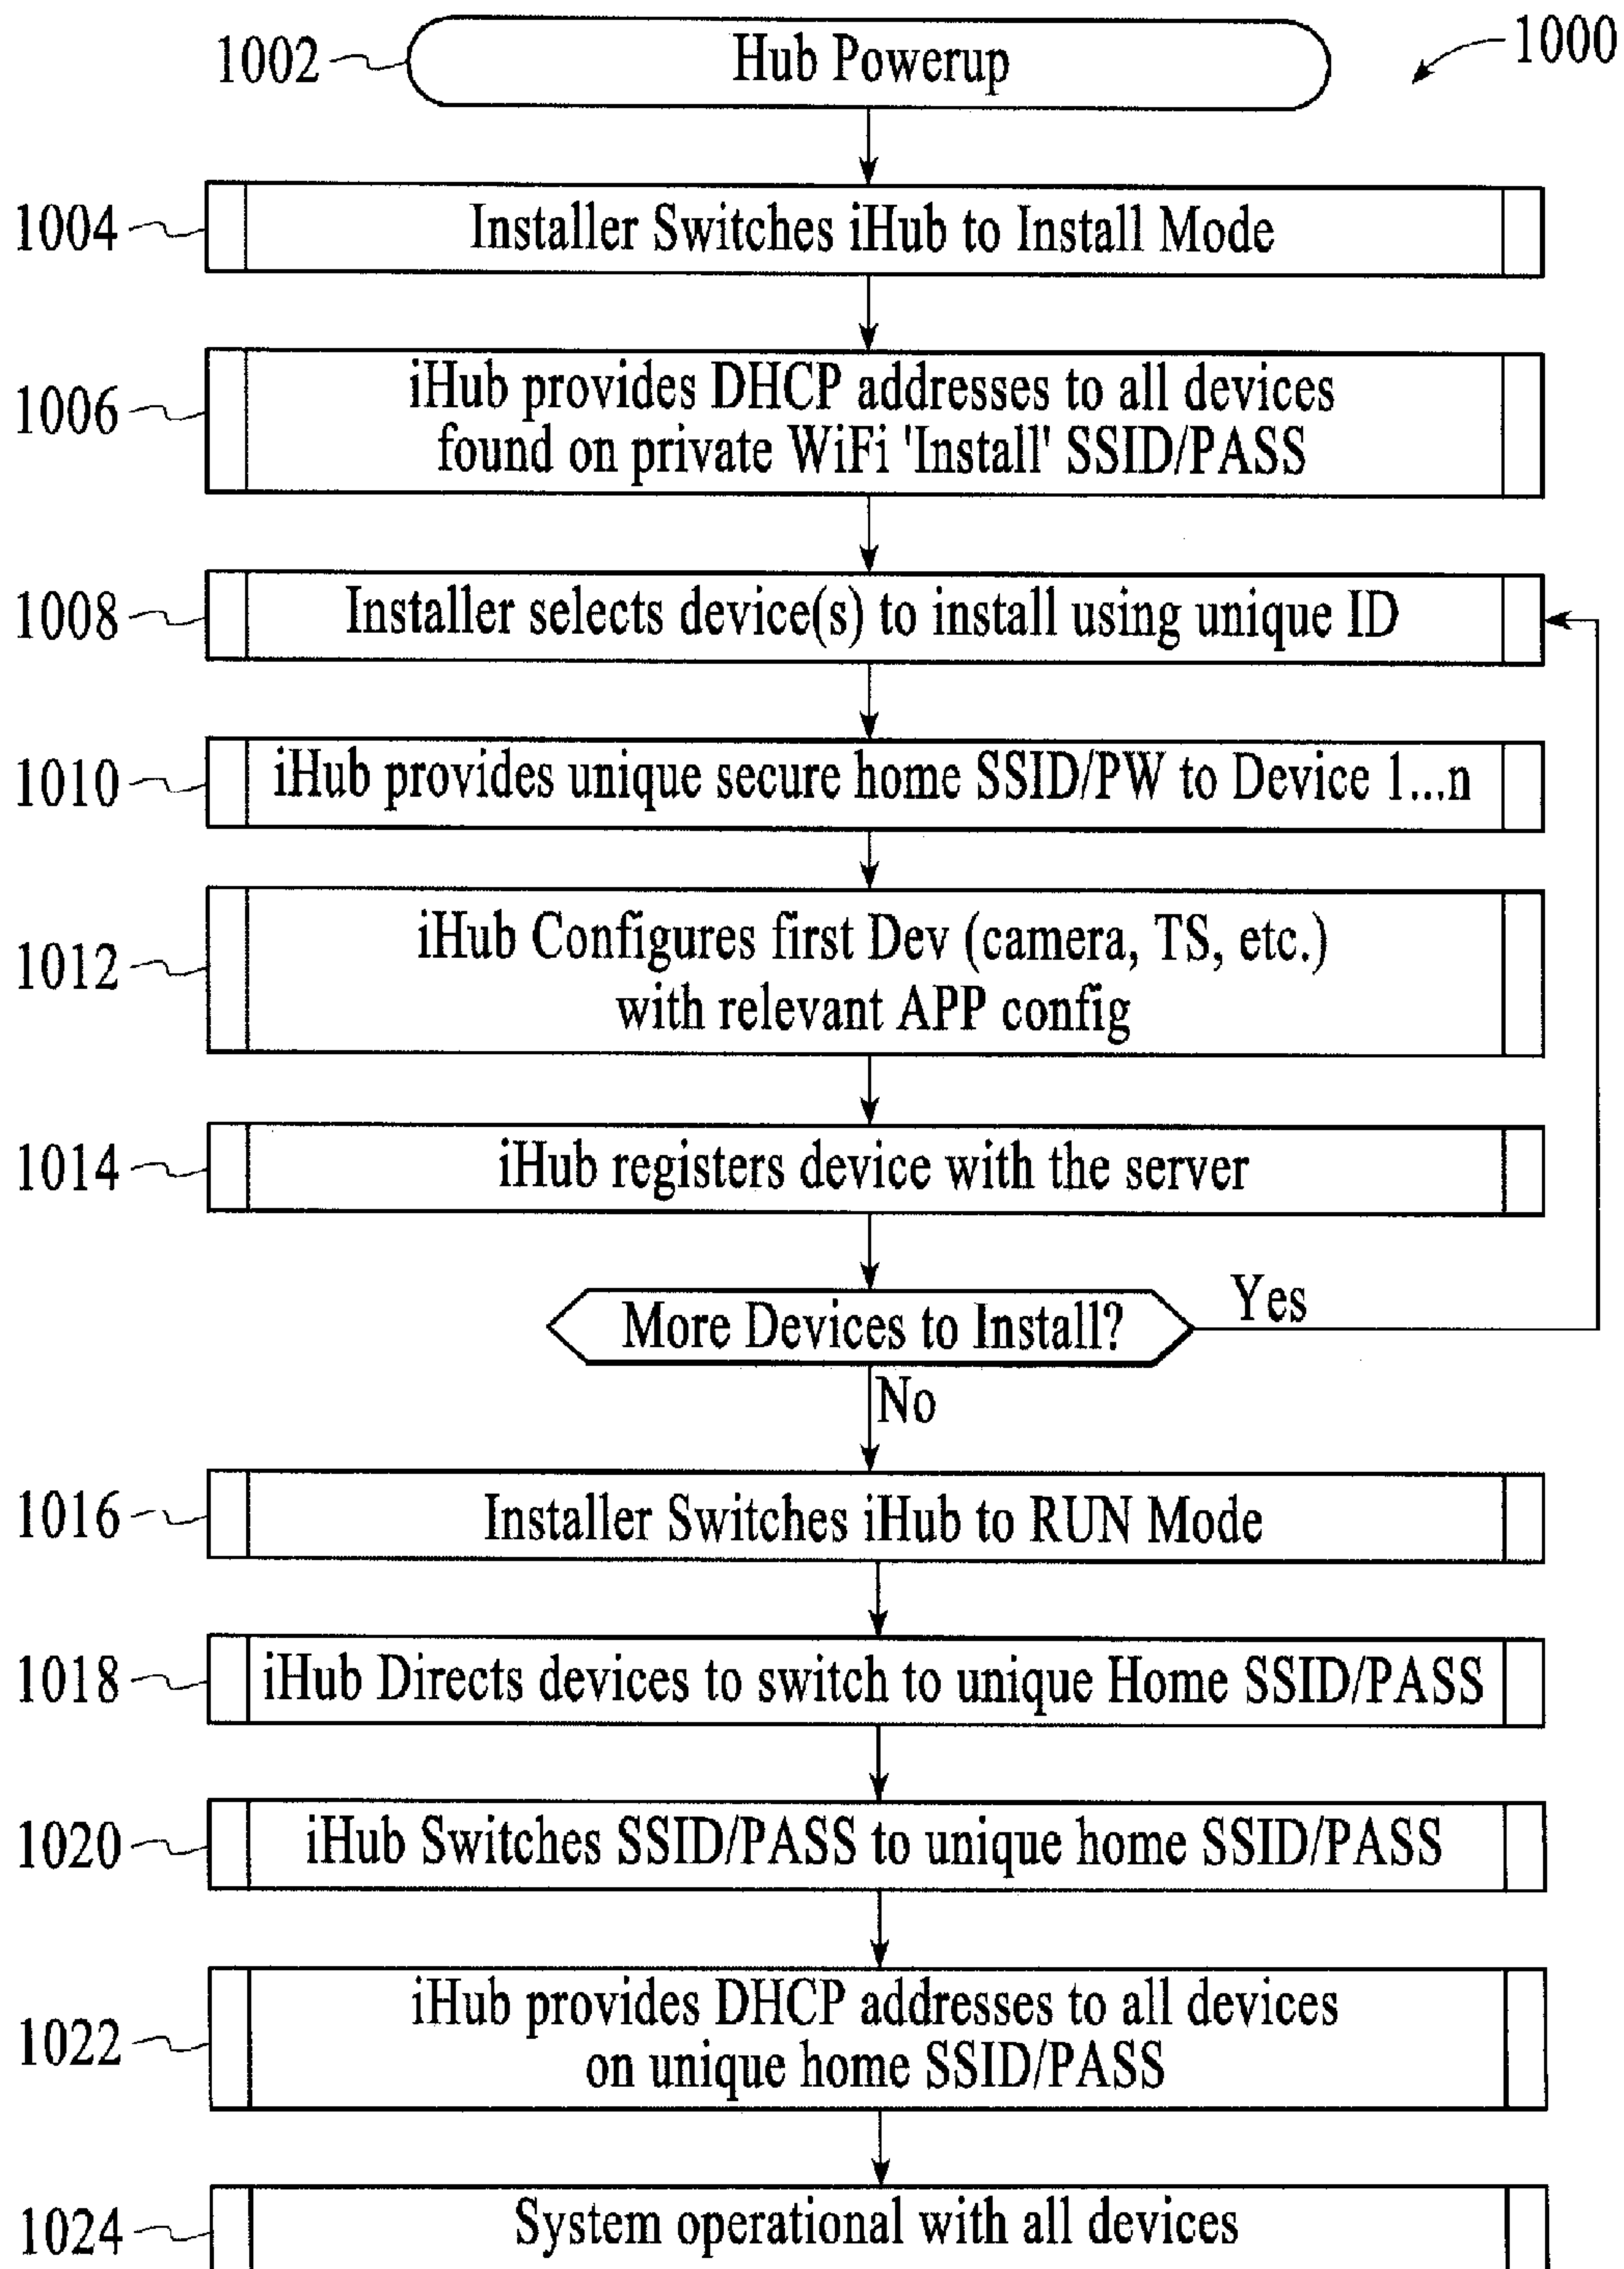 1000
1002 Hub Powerup
1004 Installer Switches iHub to Install Mode
1006 iHub provides DHCP addresses to all devices
found on private WiFi 'Install' SSID/PASS
1008 Installer selects device(s) to install using unique ID
1010 iHub provides unique secure home SSID/PW to Device 1...n
1012 iHub Configures first Dev (camera, TS, etc.)
with relevant APP config
1014 iHub registers device with the server
More Devices to Install?
Yes
No
1016 Installer Switches iHub to RUN Mode
1018 iHub Directs devices to switch to unique Home SSID/PASS
1020 iHub Switches SSID/PASS to unique home SSID/PASS
1022 iHub provides DHCP addresses to all devices
on unique home SSID/PASS
1024 System operational with all devices